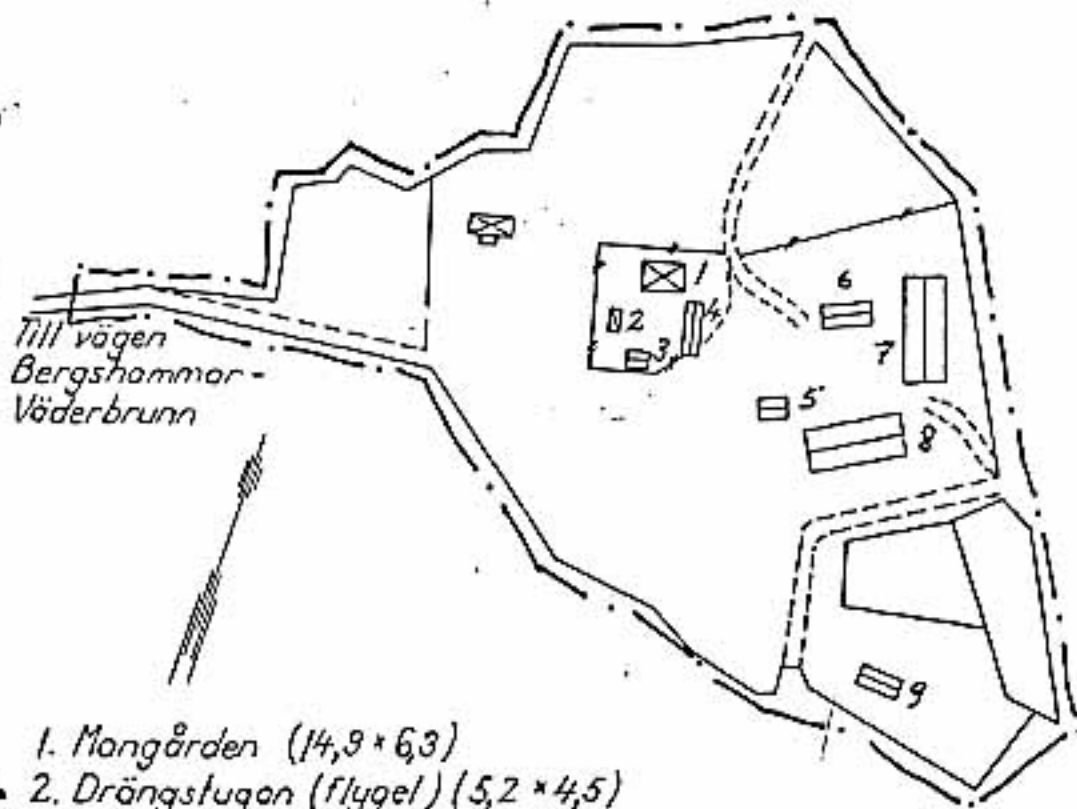 1
2
3
4
5
6
7
8
9
Till vägen
Bergshammar-
Väderbrunn
1. Mangården (14,9 × 6,3)
2. Drängstugan (flygel) (5,2 × 4,5)